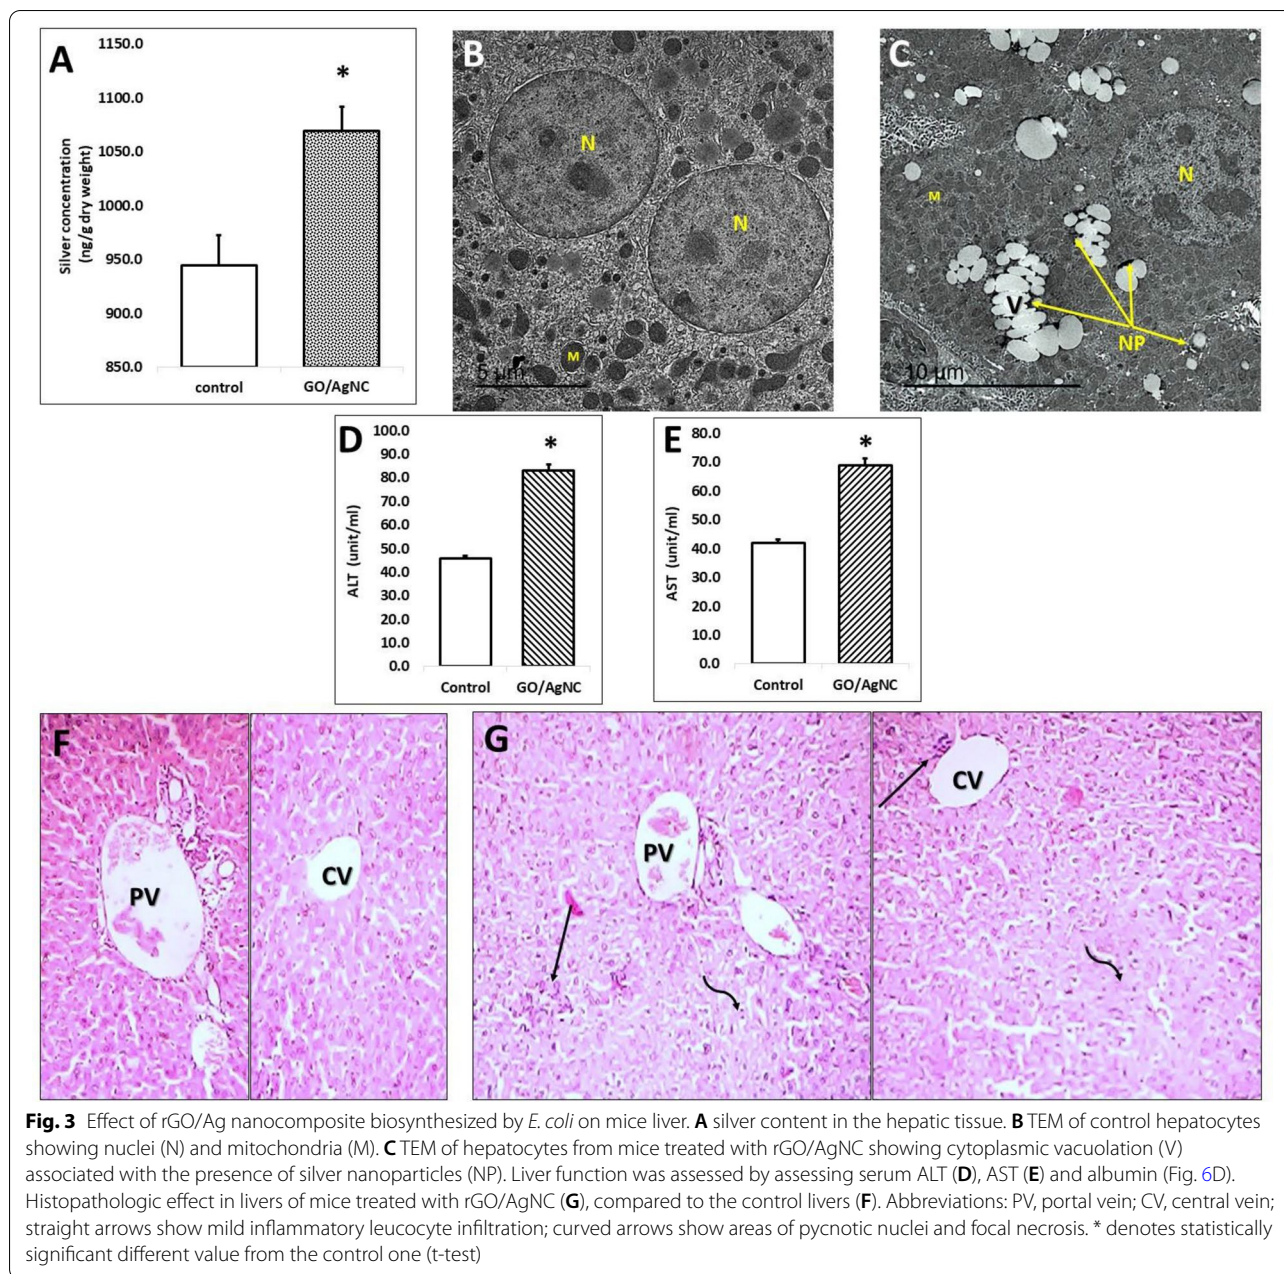 A
1150.0
1100.0
1050.0
1000.0
950.0
900.0
850.0
Silver concentration
(ng/g dry weight)
*
control
GO/AgNC
B
N
N
M
5 µm
C
N
M
V
NP
10 µm
D
100.0
90.0
80.0
70.0
60.0
50.0
40.0
30.0
20.0
10.0
0.0
ALT (unit/ml)
*
Control
GO/AgNC
E
80.0
70.0
60.0
50.0
40.0
30.0
20.0
10.0
0.0
AST (unit/ml)
*
Control
GO/AgNC
F
PV
CV
G
PV
CV
Fig. 3 Effect of rGO/Ag nanocomposite biosynthesized by E. coli on mice liver. A silver content in the hepatic tissue. B TEM of control hepatocytes
showing nuclei (N) and mitochondria (M). C TEM of hepatocytes from mice treated with rGO/AgNC showing cytoplasmic vacuolation (V)
associated with the presence of silver nanoparticles (NP). Liver function was assessed by assessing serum ALT (D), AST (E) and albumin (Fig. 6D).
Histopathologic effect in livers of mice treated with rGO/AgNC (G), compared to the control livers (F). Abbreviations: PV, portal vein; CV, central vein;
straight arrows show mild inflammatory leucocyte infiltration; curved arrows show areas of pycnotic nuclei and focal necrosis. * denotes statistically
significant different value from the control one (t-test)